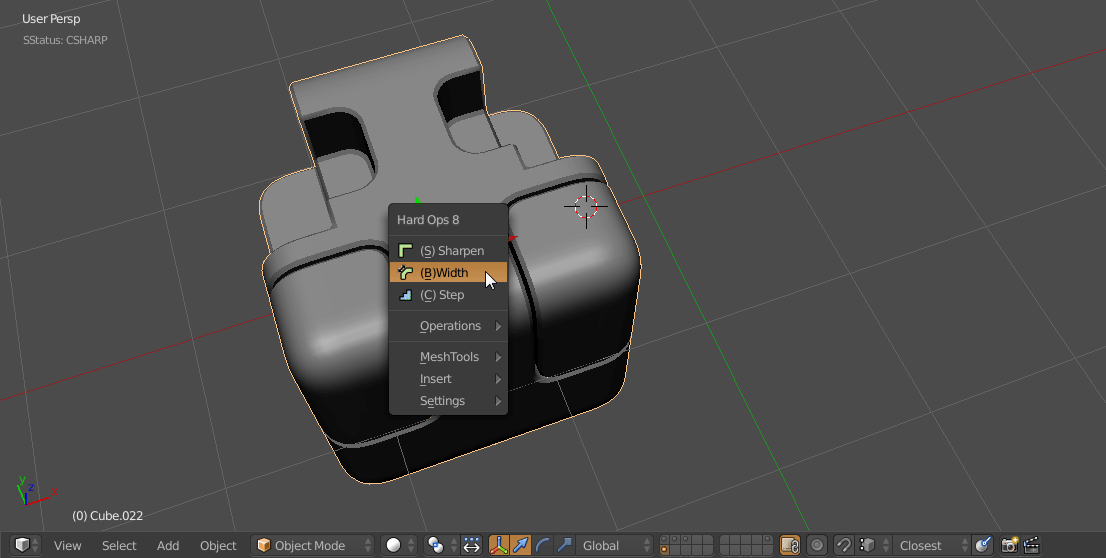 User Persp
SStatus: CSHARP
Hard Ops 8
(S) Sharpen
(B)Width
(C) Step
Operations
MeshTools
Insert
Settings
y
z
x
(0) Cube.022
View Select Add Object Object Mode Global Closest